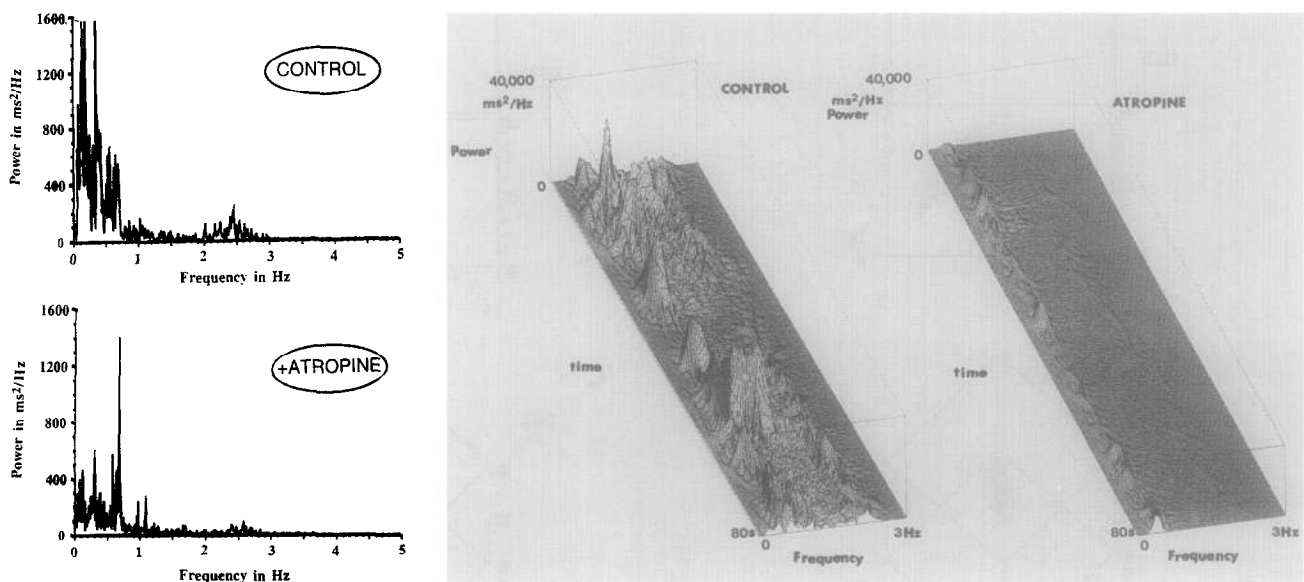 1600
1200
800
400
0
Power in ms²/Hz
CONTROL
0 1 2 3 4 5
Frequency in Hz
1600
1200
800
400
0
Power in ms²/Hz
+ATROPINE
0 1 2 3 4 5
Frequency in Hz
40,000
ms²/Hz
Power
0
CONTROL
time
80s
0
3Hz
Frequency
40,000
ms²/Hz
Power
0
ATROPINE
time
80s
0
3Hz
Frequency